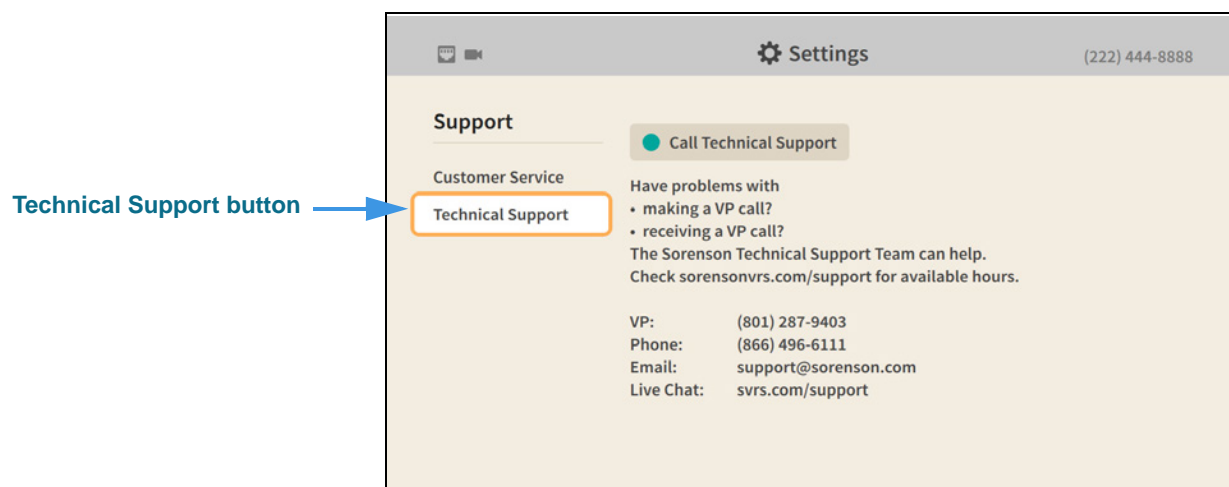 Settings
(222) 444-8888
Support
Customer Service
Technical Support
Technical Support button
Call Technical Support
Have problems with
• making a VP call?
• receiving a VP call?
The Sorenson Technical Support Team can help.
Check sorensonvrs.com/support for available hours.
VP: (801) 287-9403
Phone: (866) 496-6111
Email: support@sorenson.com
Live Chat: svrs.com/support